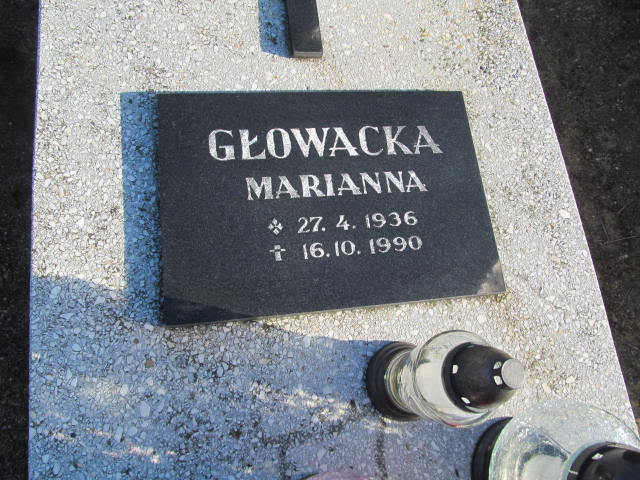 GŁOWACKA
MARIANNA
27. 4. 1936
✝ 16.10.1990